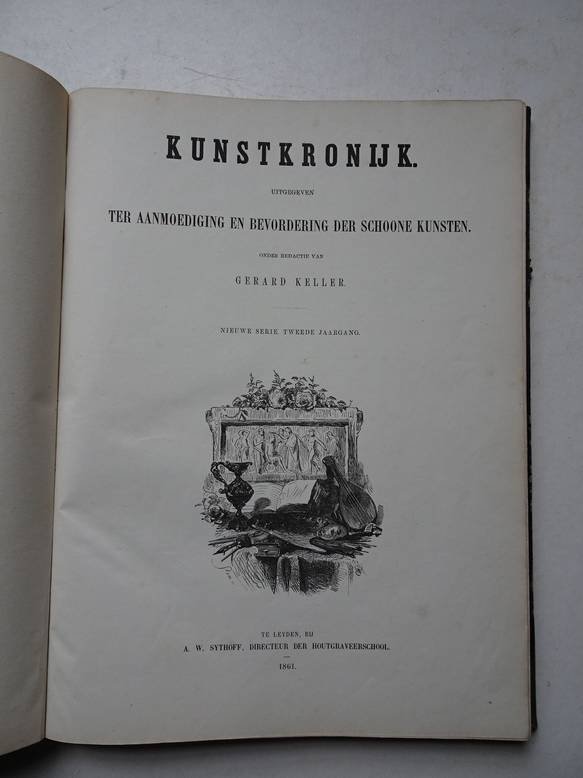 KUNSTKRONIJK.
UITGEGEVEN
TER AANMOEDIGING EN BEVORDERING DER SCHOONE KUNSTEN.
ONDER REDACTIE VAN
GERARD KELLER.
NIEUWE SERIE. TWEEDE JAARGANG.
TE LEYDEN, BIJ
A. W. SYTHOFF, DIRECTEUR DER HOUTGRAVEERSCHOOL.
1861.